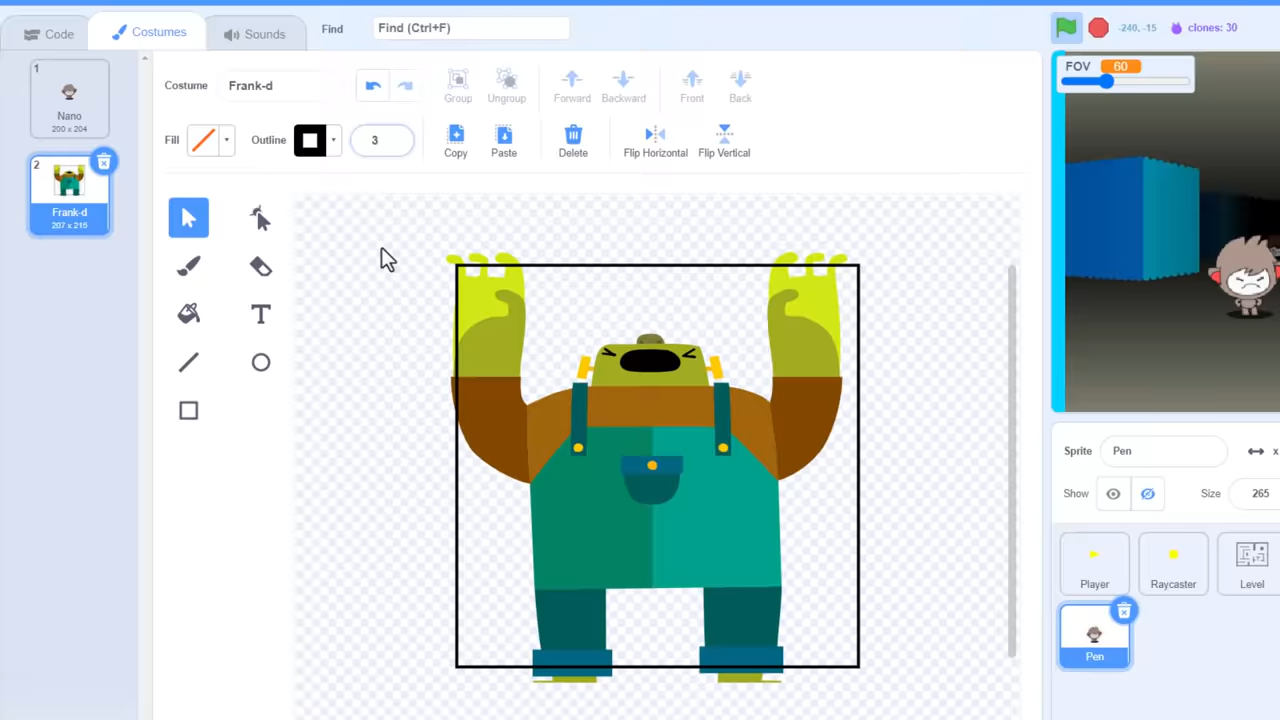 Code
Costumes
Sounds
Find
Find (Ctrl+F)
-240, -15
clones: 30
FOV 60
1
Nano
200 x 204
2
Frank-d
207 x 215
Costume
Frank-d
Group
Ungroup
Forward
Backward
Front
Back
Fill
Outline
3
Copy
Paste
Delete
Flip Horizontal
Flip Vertical
T
Sprite
Pen
x
Show
Size
265
Player
Raycaster
Level
Pen